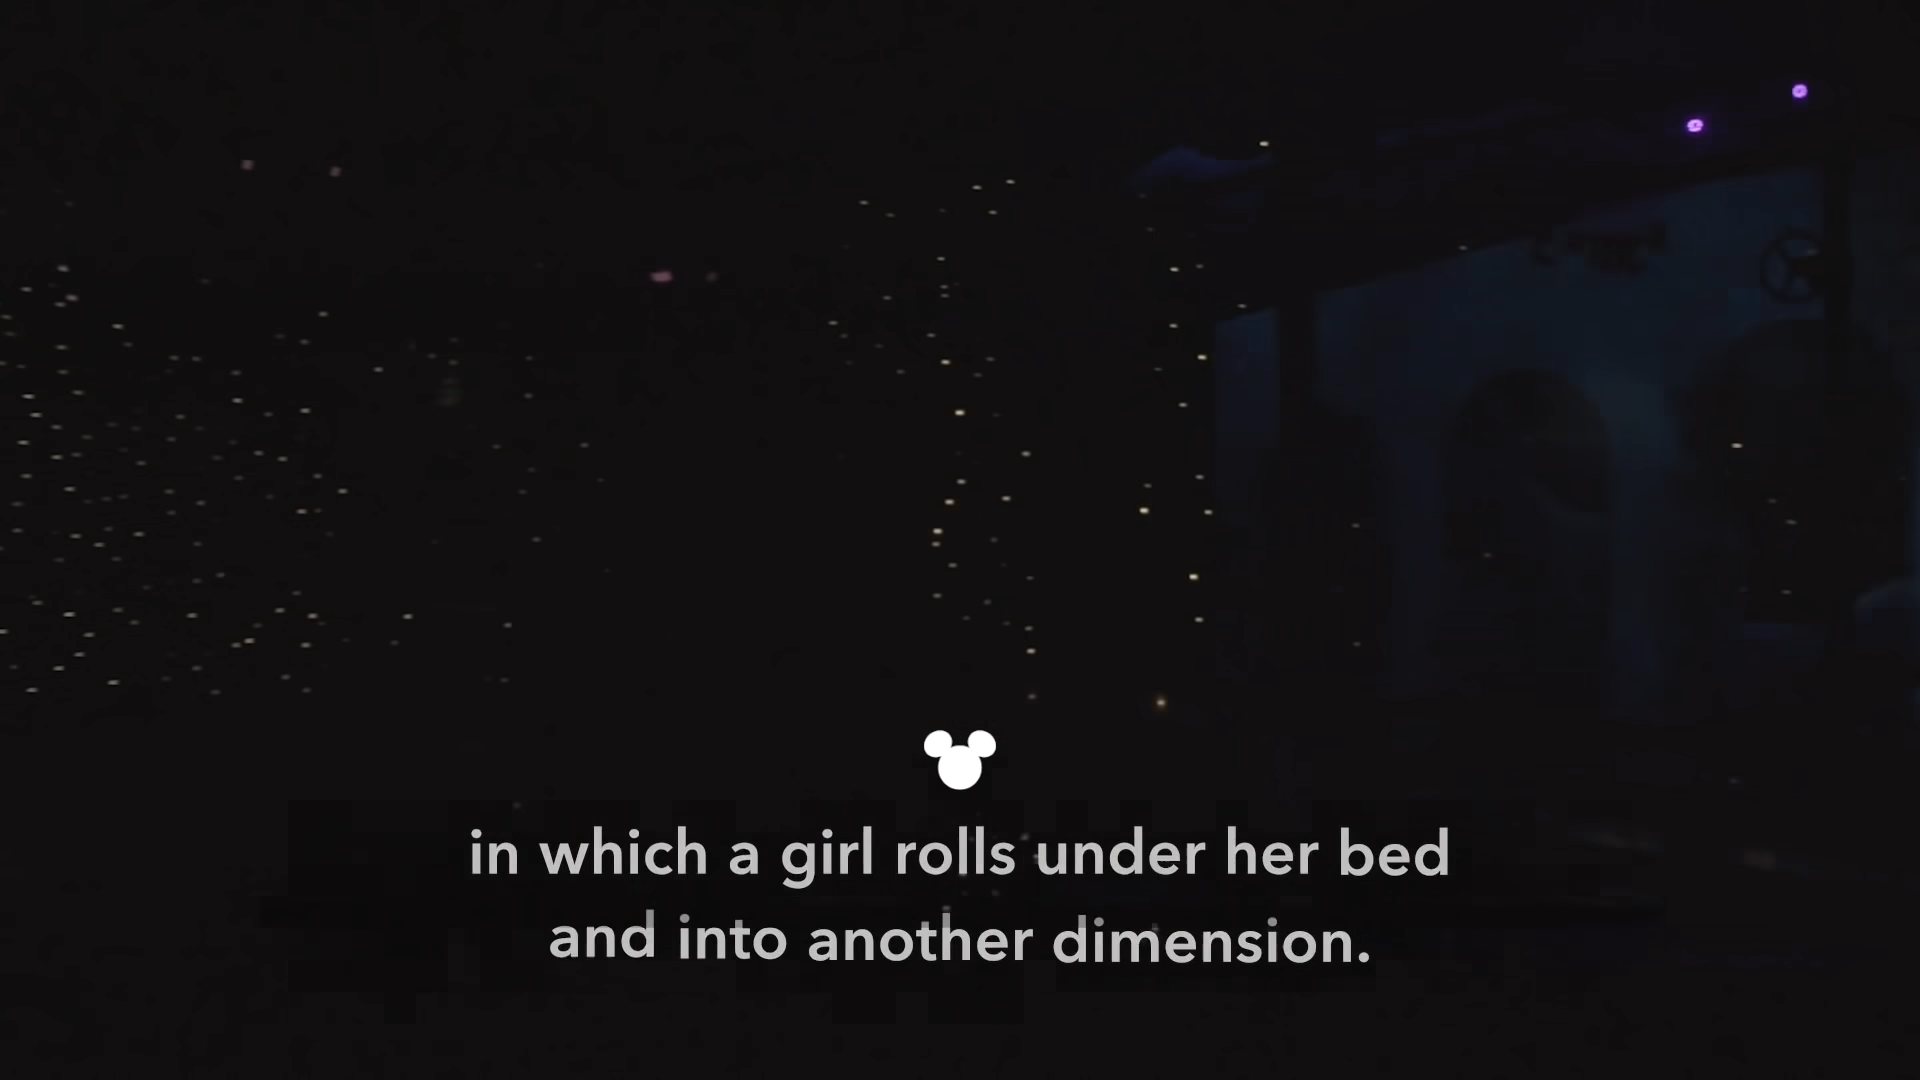 in which a girl rolls under her bed
and into another dimension.